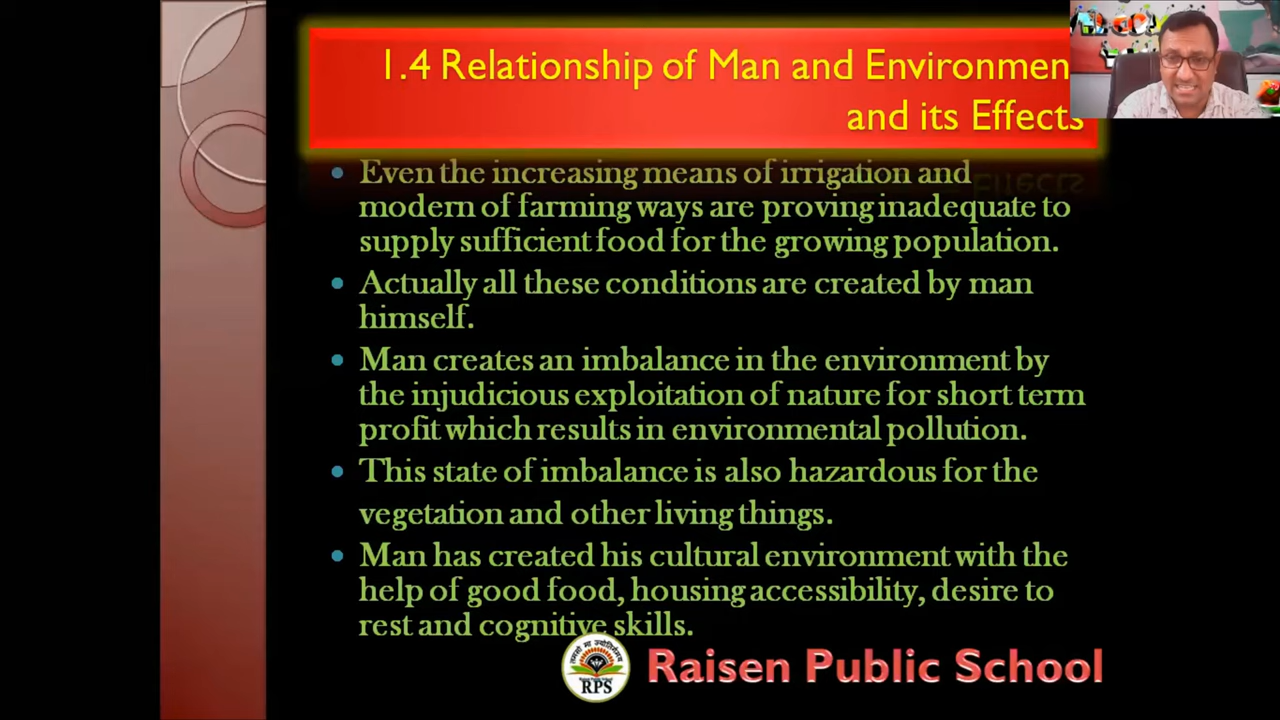 1.4 Relationship of Man and Environmen
and its Effects
• Even the increasing means of irrigation and
modern of farming ways are proving inadequate to
supply sufficient food for the growing population.
• Actually all these conditions are created by man
himself.
• Man creates an imbalance in the environment by
the injudicious exploitation of nature for short term
profit which results in environmental pollution.
• This state of imbalance is also hazardous for the
vegetation and other living things.
• Man has created his cultural environment with the
help of good food, housing accessibility, desire to
rest and cognitive skills.
तमसो मा ज्योतिर्गमय
RPS
Raisen Public School